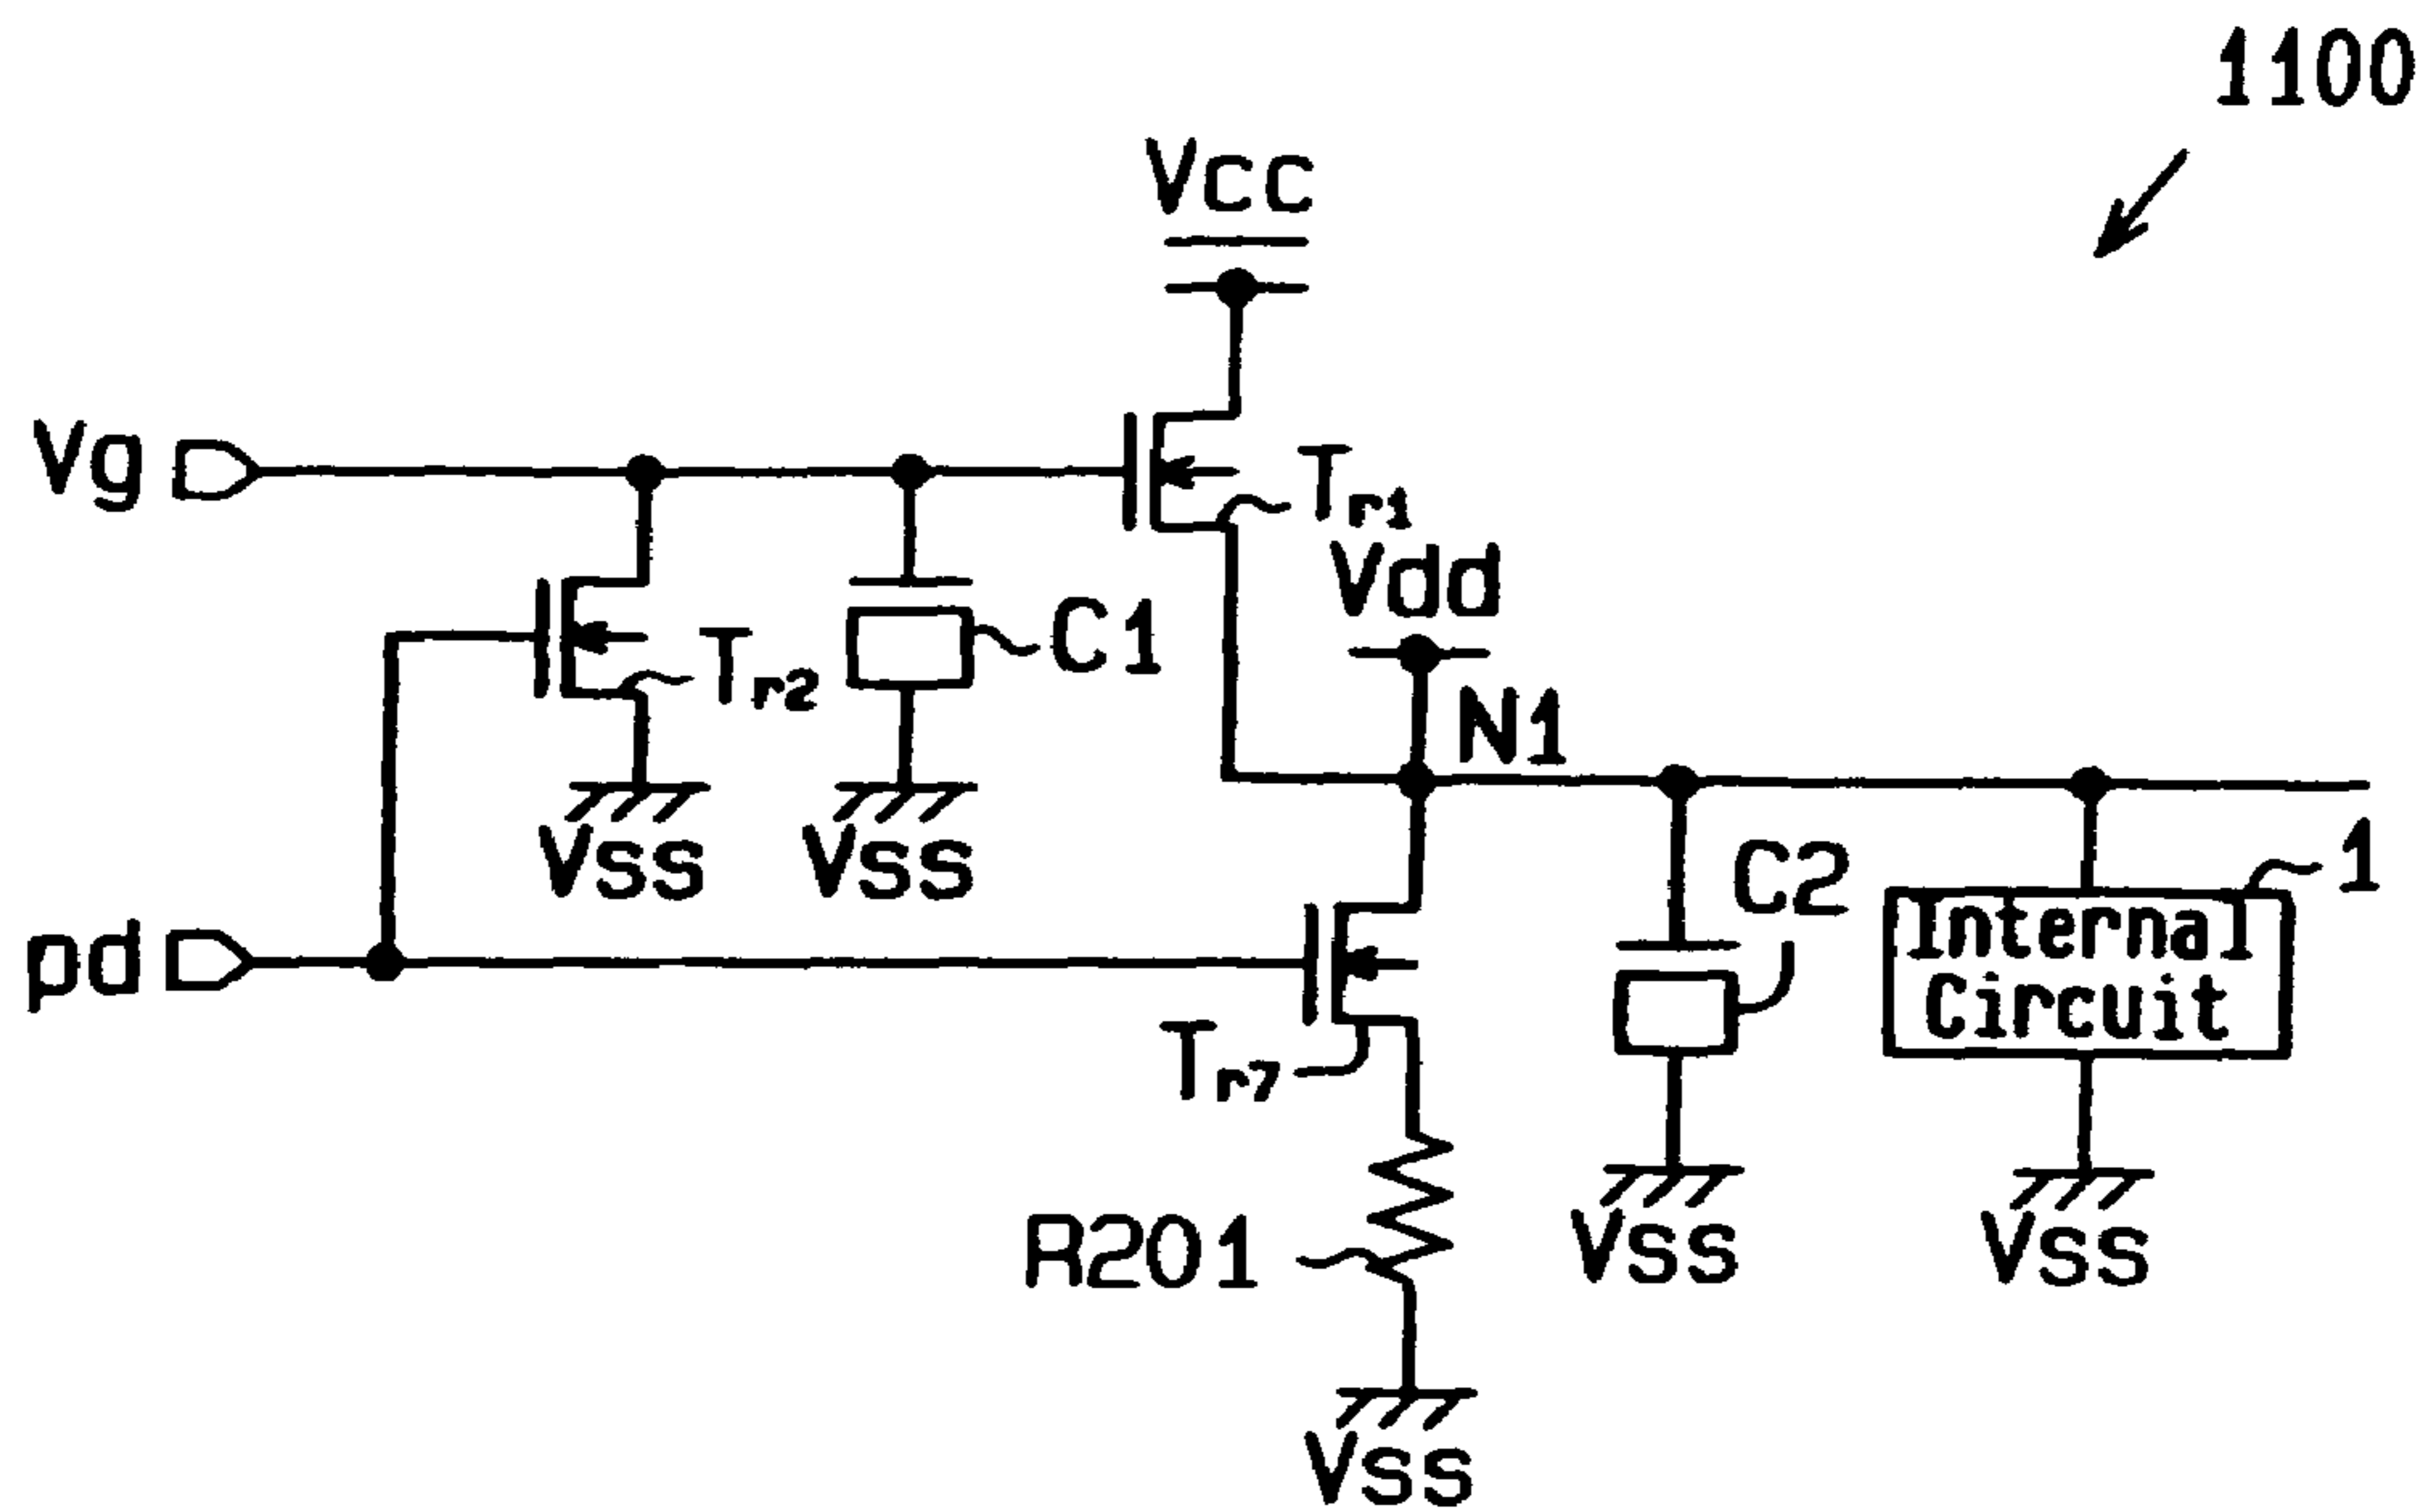 1100
Vcc
Vg
Tr1
Vdd
C1
Tr2
N1
Vss
Vss
C2
1
pd
Internal
Circuit
Tr7
R201
Vss
Vss
Vss